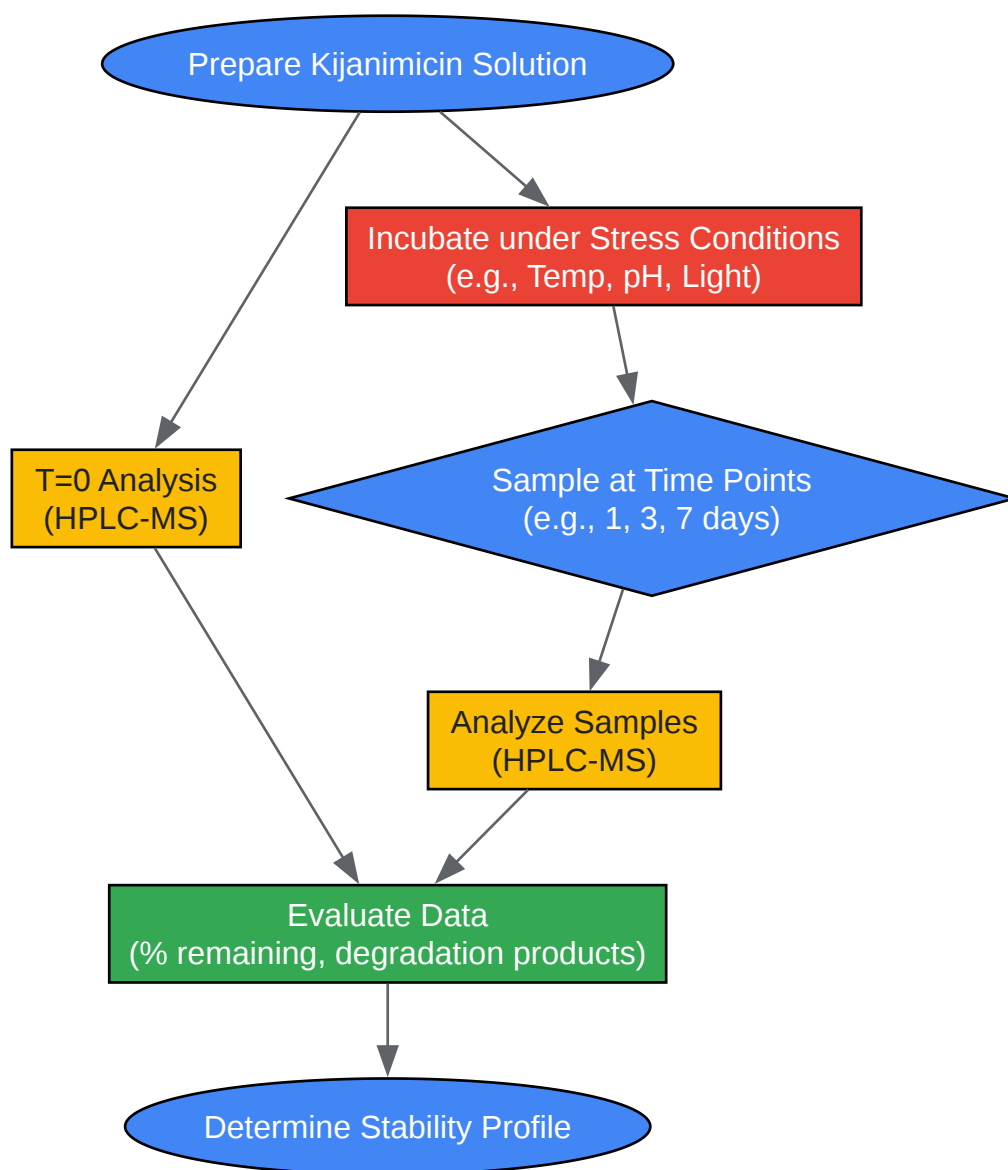 Prepare Kijanimicin Solution
Incubate under Stress Conditions
(e.g., Temp, pH, Light)
T=0 Analysis
(HPLC-MS)
Sample at Time Points
(e.g., 1, 3, 7 days)
Analyze Samples
(HPLC-MS)
Evaluate Data
(% remaining, degradation products)
Determine Stability Profile